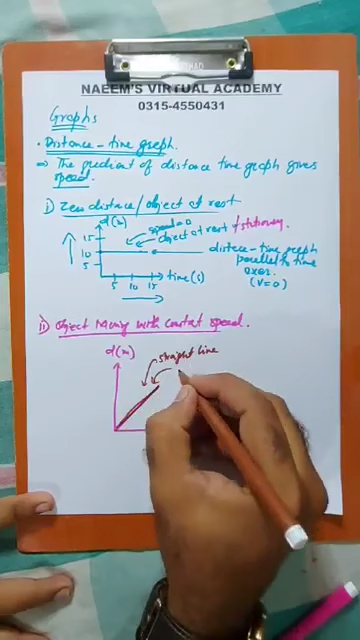 NAEEM'S VIRTUAL ACADEMY
0315-4550431
Graphs
• Distance-time graph.
⇒ The gradient of distance time graph gives
speed.
i) Zero distance/object at rest
d(m)
speed=0
object at rest / stationary.
15
10
5
distance-time graph
parallel to time
axes.
(V=0)
5 10 15
time(s)
ii) Object Moving with constant speed.
d(m)
straight line